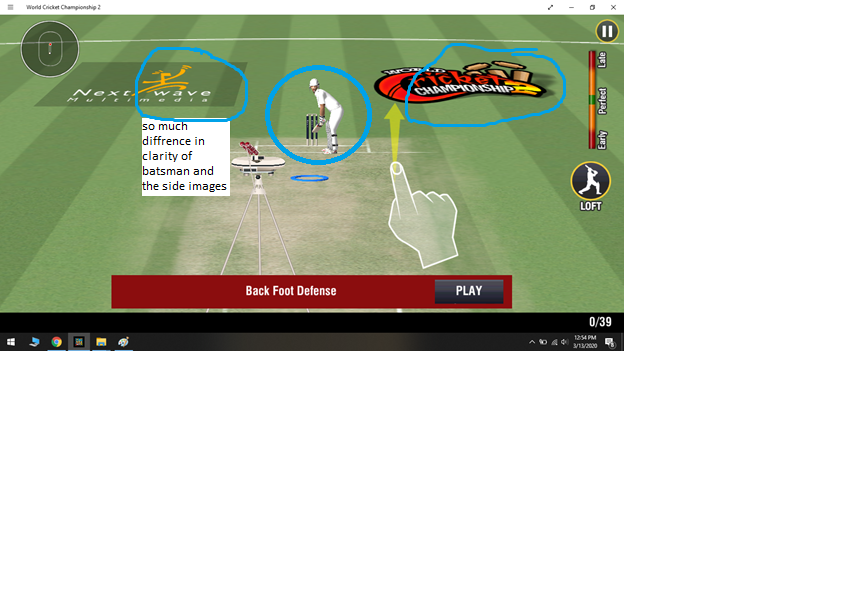 World Cricket Championship 2
Next wave
Multimedia
WORLD
Cricket
CHAMPIONSHIP
Late
Perfect
Early
so much
diffrence in
clarity of
batsman and
the side images
LOFT
Back Foot Defense
PLAY
0/39
12:54 PM
3/13/2020